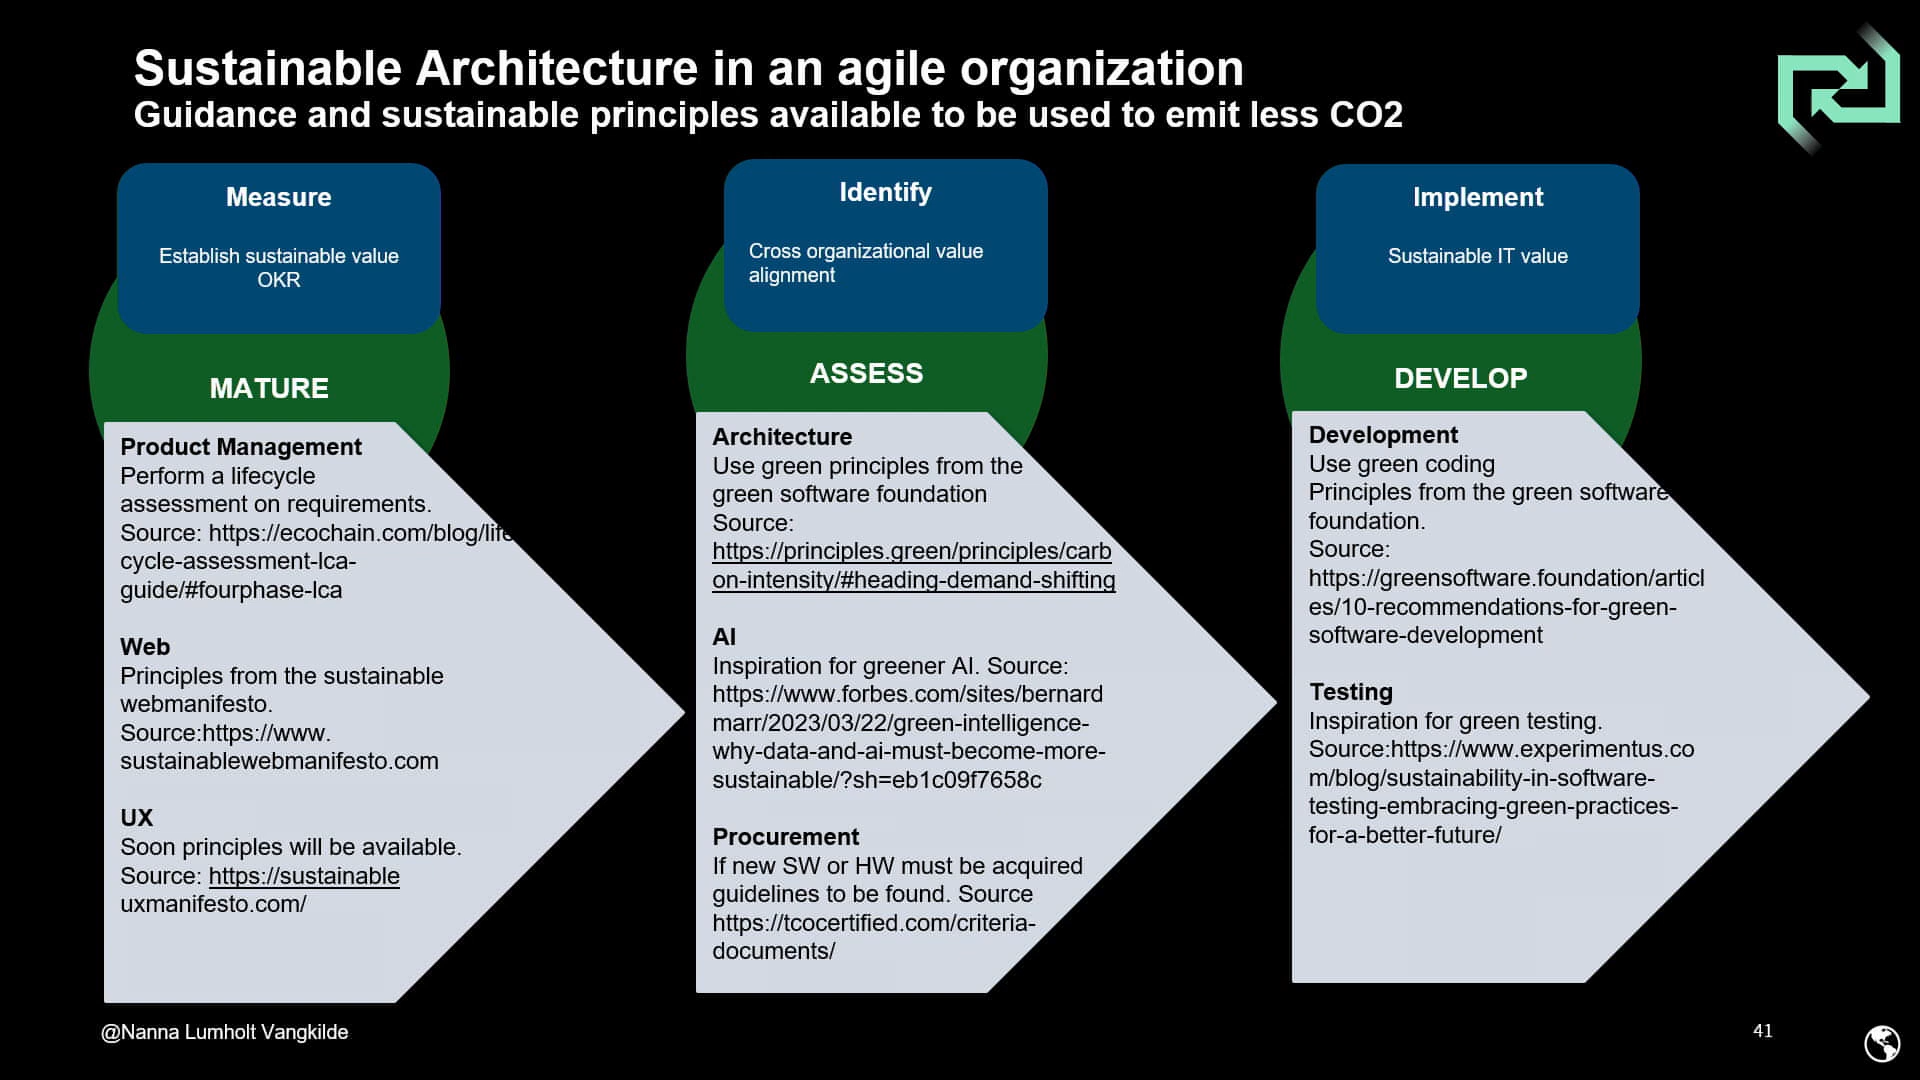 Sustainable Architecture in an agile organization
Guidance and sustainable principles available to be used to emit less CO2
Measure
Establish sustainable value
OKR
MATURE
Product Management
Perform a lifecycle
assessment on requirements.
Source: https://ecochain.com/blog/life-
cycle-assessment-lca-
guide/#fourphase-lca
Web
Principles from the sustainable
webmanifesto.
Source:https://www.
sustainablewebmanifesto.com
UX
Soon principles will be available.
Source: https://sustainable
uxmanifesto.com/
Identify
Cross organizational value
alignment
ASSESS
Architecture
Use green principles from the
green software foundation
Source:
https://principles.green/principles/carb
on-intensity/#heading-demand-shifting
AI
Inspiration for greener AI. Source:
https://www.forbes.com/sites/bernard
marr/2023/03/22/green-intelligence-
why-data-and-ai-must-become-more-
sustainable/?sh=eb1c09f7658c
Procurement
If new SW or HW must be acquired
guidelines to be found. Source
https://tcocertified.com/criteria-
documents/
Implement
Sustainable IT value
DEVELOP
Development
Use green coding
Principles from the green software
foundation.
Source:
https://greensoftware.foundation/articl
es/10-recommendations-for-green-
software-development
Testing
Inspiration for green testing.
Source:https://www.experimentus.co
m/blog/sustainability-in-software-
testing-embracing-green-practices-
for-a-better-future/
@Nanna Lumholt Vangkilde
41